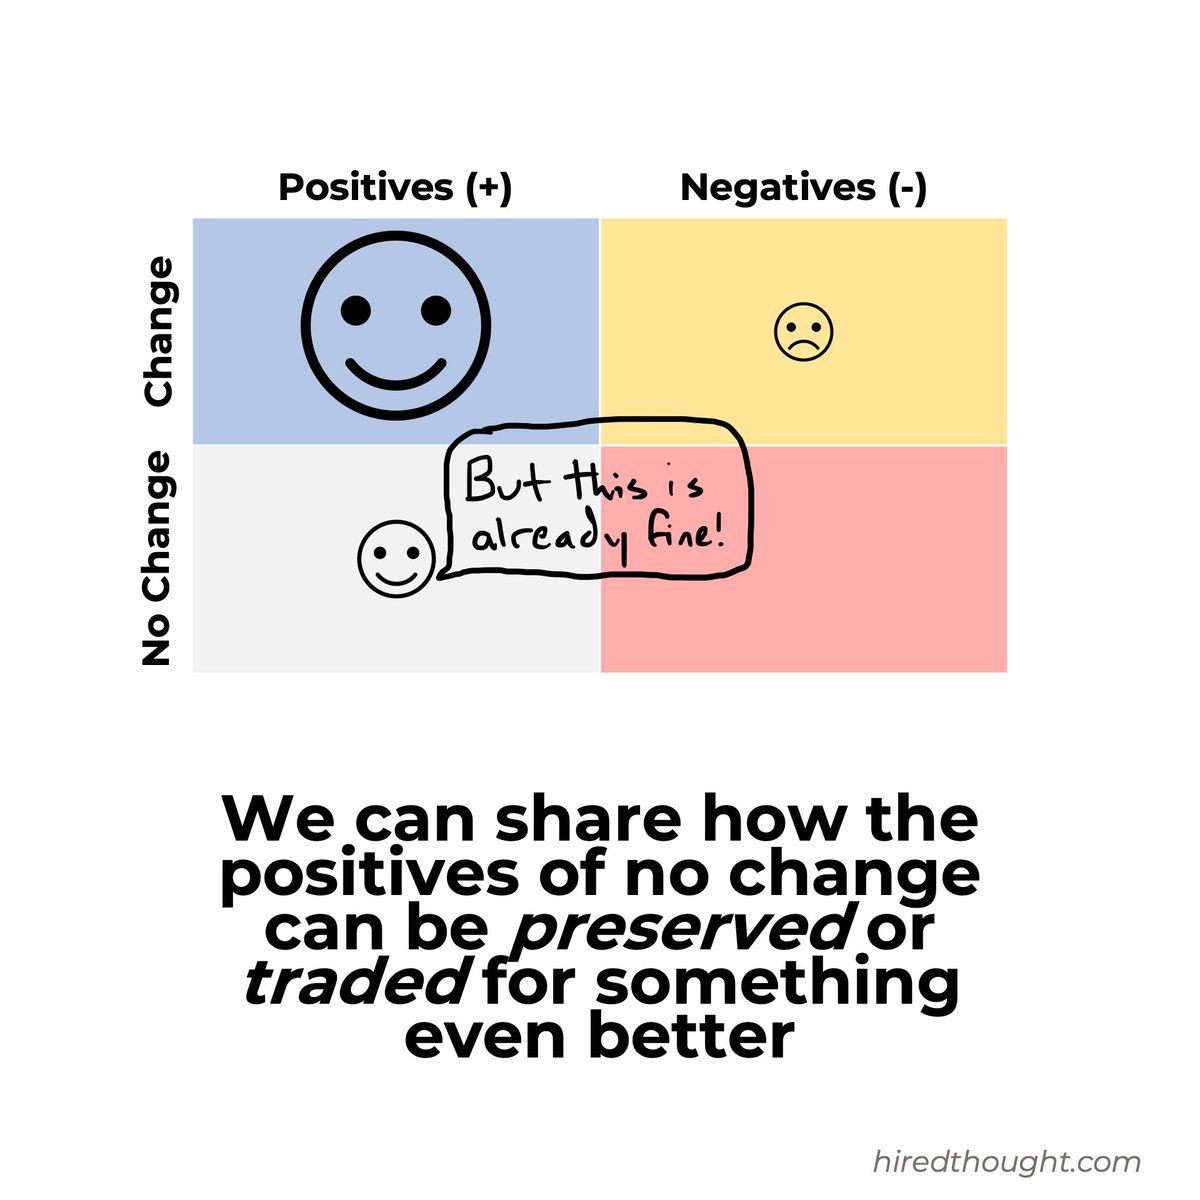 Positives (+)
Negatives (-)
Change
No Change
But this is
already fine!
We can share how the
positives of no change
can be preserved or
traded for something
even better
hiredthought.com